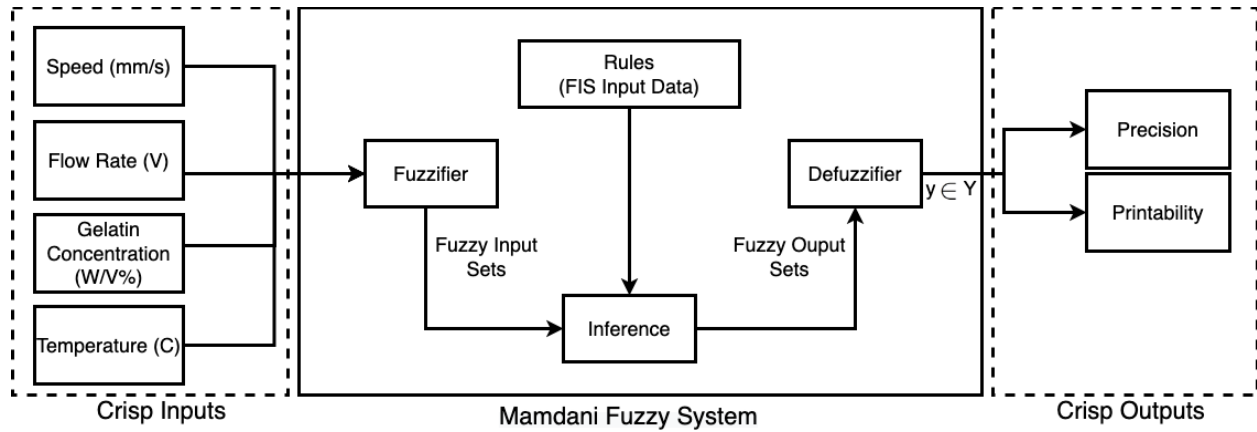 Speed (mm/s)
Flow Rate (V)
Gelatin
Concentration
(W/V%)
Temperature (C)
Crisp Inputs
Rules
(FIS Input Data)
Fuzzifier
Fuzzy Input
Sets
Inference
Fuzzy Ouput
Sets
Defuzzifier
y ∈ Y
Mamdani Fuzzy System
Precision
Printability
Crisp Outputs